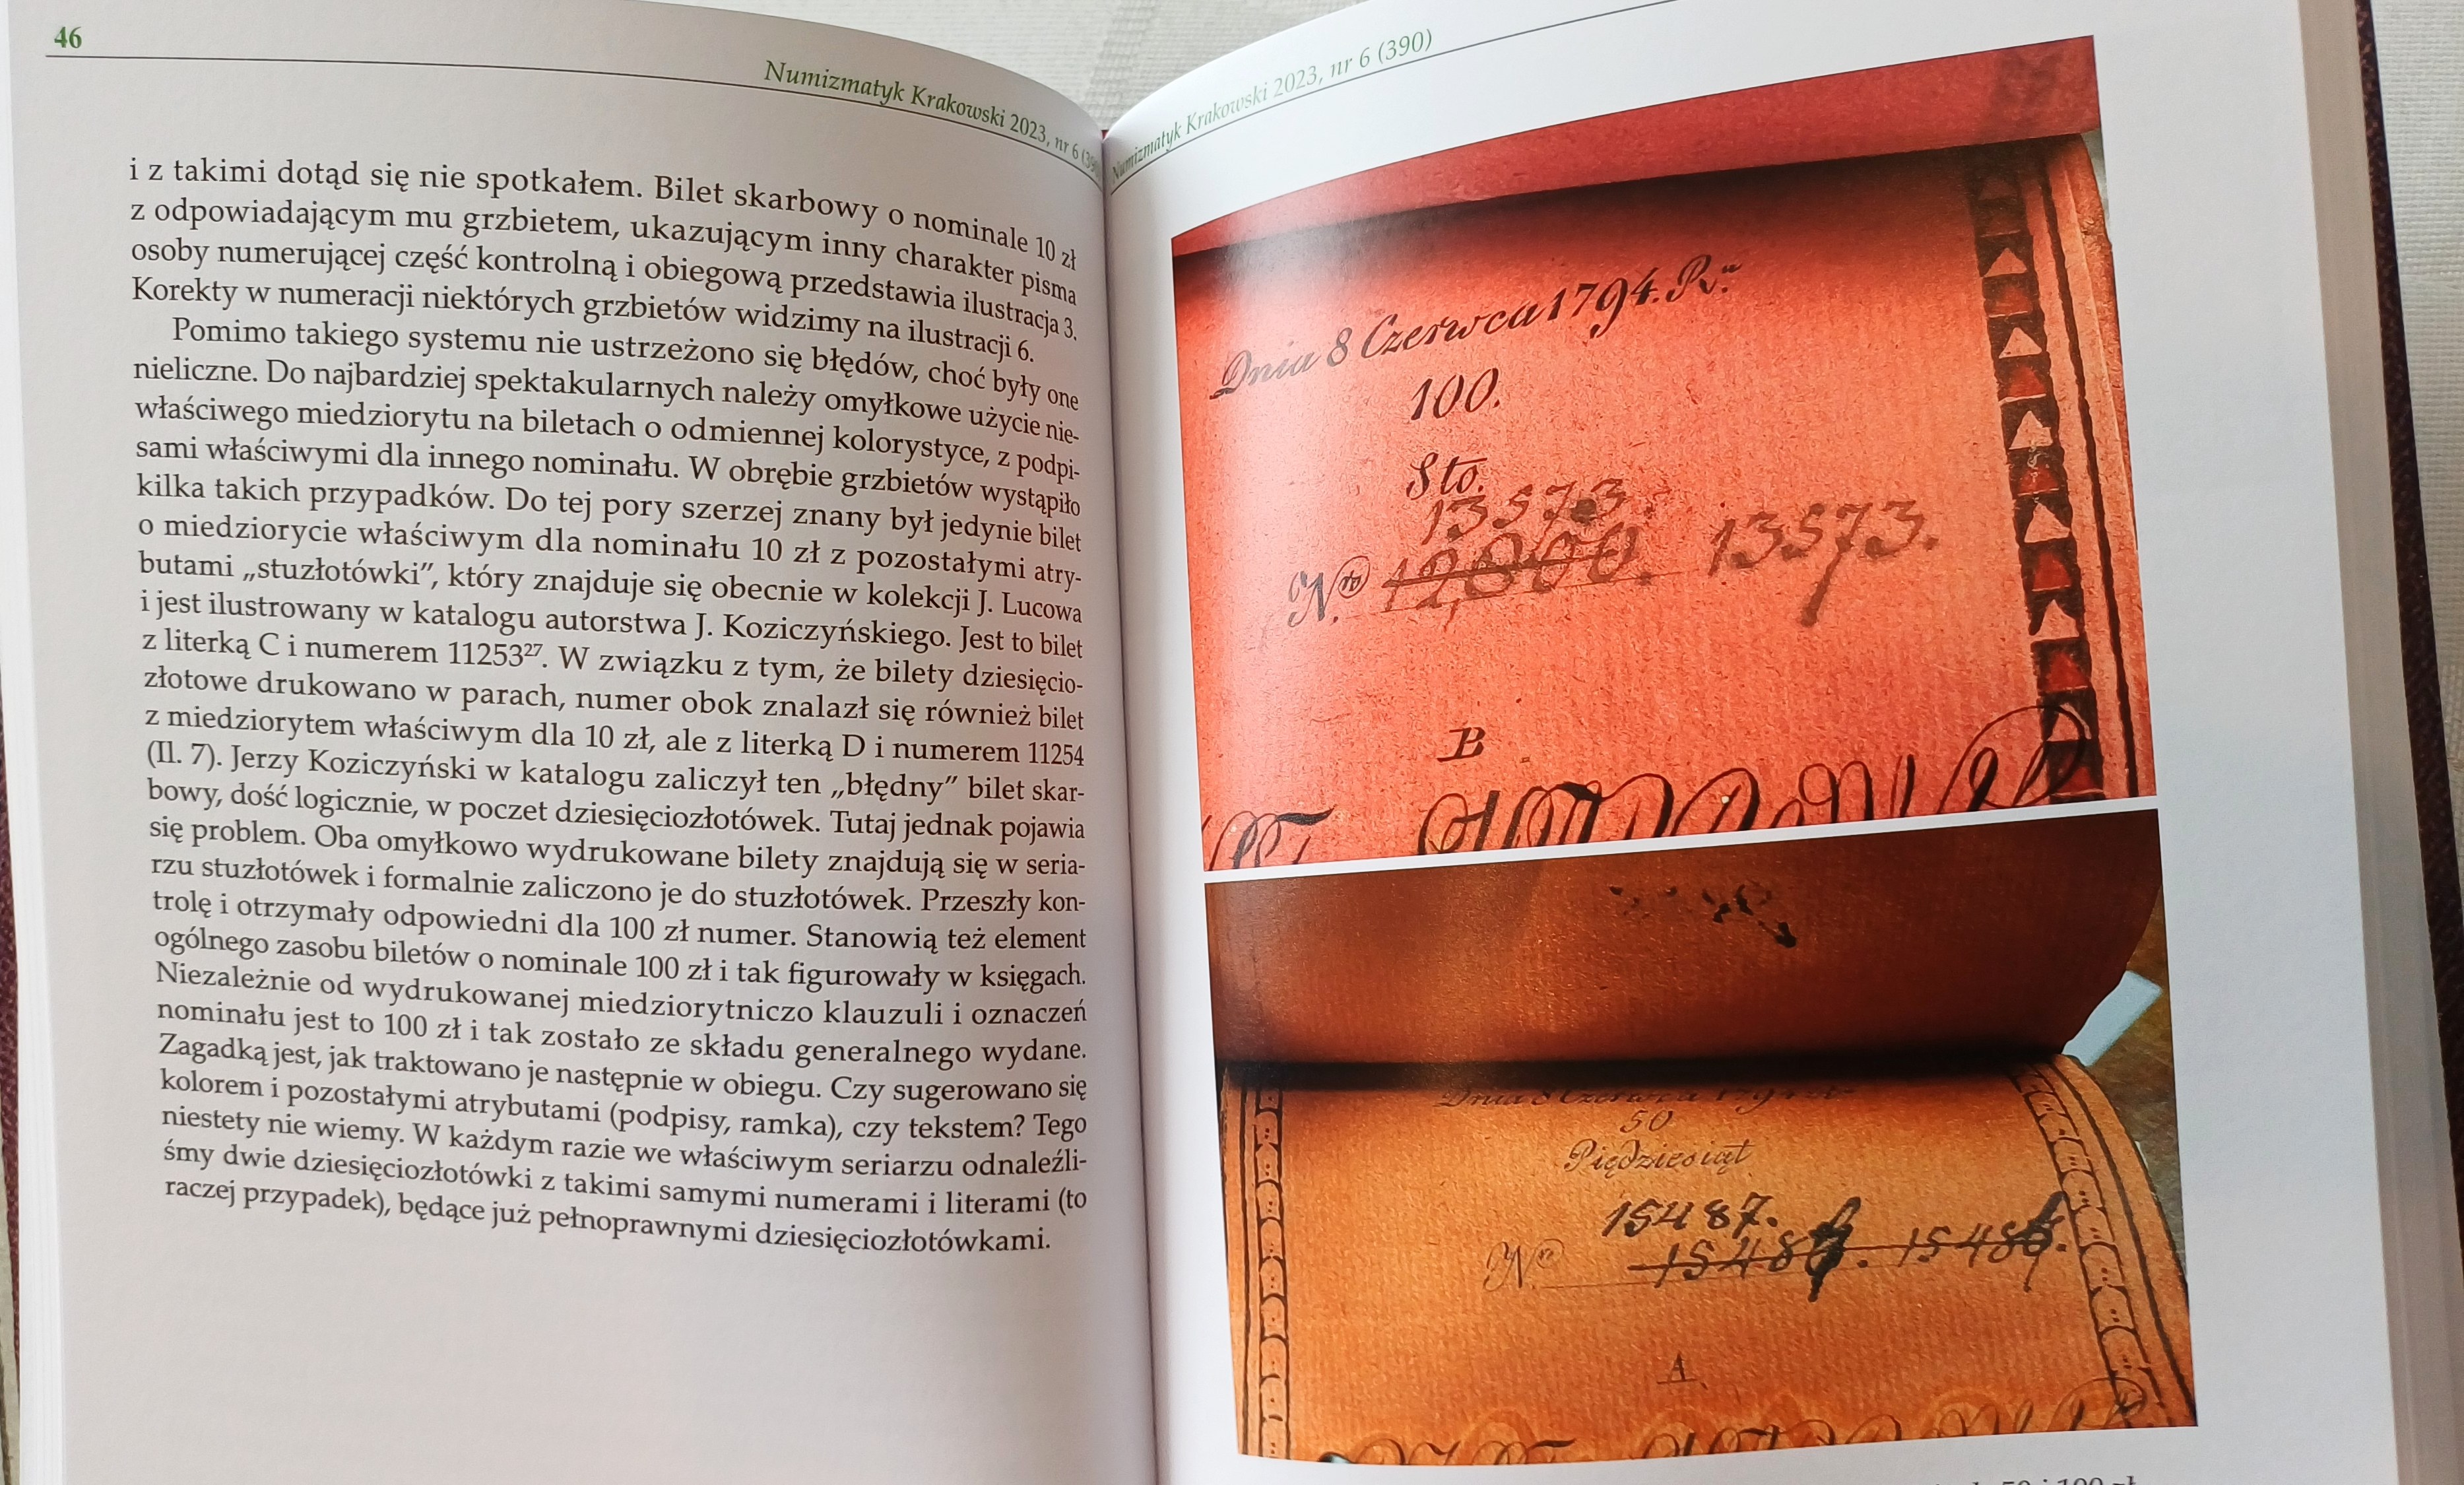 46
Numizmatyk Krakowski 2023, nr 6 (390
i z takimi dotąd się nie spotkałem. Bilet skarbowy o nominale 10 zł
z odpowiadającym mu grzbietem, ukazującym inny charakter pisma
osoby numerującej część kontrolną i obiegową przedstawia ilustracja 3.
Korekty w numeracji niektórych grzbietów widzimy na ilustracji 6.
Pomimo takiego systemu nie ustrzeżono się błędów, choć były one
nieliczne. Do najbardziej spektakularnych należy omyłkowe użycie nie-
właściwego miedziorytu na biletach o odmiennej kolorystyce, z podpi-
sami właściwymi dla innego nominału. W obrębie grzbietów wystąpiło
kilka takich przypadków. Do tej pory szerzej znany był jedynie bilet
o miedziorycie właściwym dla nominału 10 zł z pozostałymi atry-
butami „stuzłotówki”, który znajduje się obecnie w kolekcji J. Lucowa
i jest ilustrowany w katalogu autorstwa J. Koziczyńskiego. Jest to bilet
z literką C i numerem 11253²⁷. W związku z tym, że bilety dziesięcio-
złotowe drukowano w parach, numer obok znalazł się również bilet
z miedziorytem właściwym dla 10 zł, ale z literką D i numerem 11254
(Il. 7). Jerzy Koziczyński w katalogu zaliczył ten „błędny” bilet skar-
bowy, dość logicznie, w poczet dziesięciozłotówek. Tutaj jednak pojawia
się problem. Oba omyłkowo wydrukowane bilety znajdują się w seria-
rzu stuzłotówek i formalnie zaliczono je do stuzłotówek. Przeszły kon-
trolę i otrzymały odpowiedni dla 100 zł numer. Stanowią też element
ogólnego zasobu biletów o nominale 100 zł i tak figurowały w księgach.
Niezależnie od wydrukowanej miedziorytniczo klauzuli i oznaczeń
nominału jest to 100 zł i tak zostało ze składu generalnego wydane.
Zagadką jest, jak traktowano je następnie w obiegu. Czy sugerowano się
kolorem i pozostałymi atrybutami (podpisy, ramka), czy tekstem? Tego
niestety nie wiemy. W każdym razie we właściwym seriarzu odnaleźli-
śmy dwie dziesięciozłotówki z takimi samymi numerami i literami (to
raczej przypadek), będące już pełnoprawnymi dziesięciozłotówkami.
Numizmatyk Krakowski 2023, nr 6 (390)
Dnia 8 Czerwca 1794. R.
100.
Sto.
13573.
Nro 12800. 13573.
B
Dnia 8 Czerwca 1794
50
Piędziesiąt
15487.
Nro 15486. 15486.
A
50 i 100 zł